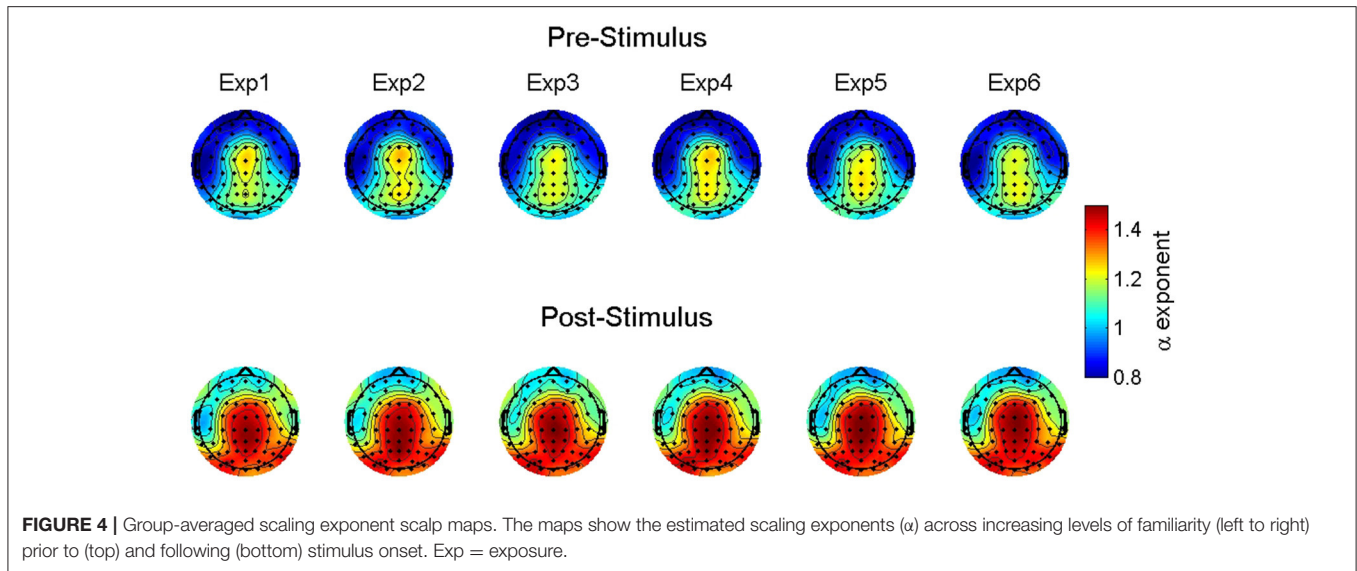 Pre-Stimulus
Exp1 Exp2 Exp3 Exp4 Exp5 Exp6
1.4
1.2
1
0.8
α exponent
Post-Stimulus
FIGURE 4 | Group-averaged scaling exponent scalp maps. The maps show the estimated scaling exponents (α) across increasing levels of familiarity (left to right)
prior to (top) and following (bottom) stimulus onset. Exp = exposure.